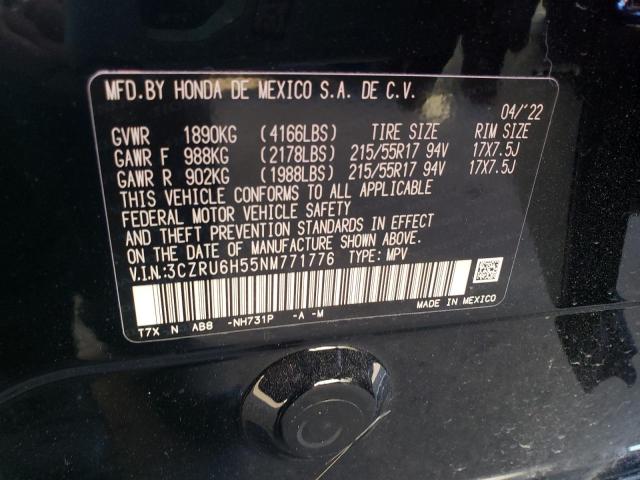 MFD.BY HONDA DE MEXICO S.A. DE C.V.
04/'22
GVWR 1890KG (4166LBS) TIRE SIZE RIM SIZE
GAWR F 988KG (2178LBS) 215/55R17 94V 17X7.5J
GAWR R 902KG (1988LBS) 215/55R17 94V 17X7.5J
THIS VEHICLE CONFORMS TO ALL APPLICABLE
FEDERAL MOTOR VEHICLE SAFETY
AND THEFT PREVENTION STANDARDS IN EFFECT
ON THE DATE OF MANUFACTURE SHOWN ABOVE.
V.I.N.:3CZRU6H55NM771776 TYPE: MPV
MADE IN MEXICO
T7X N AB8 -NH731P -A -M